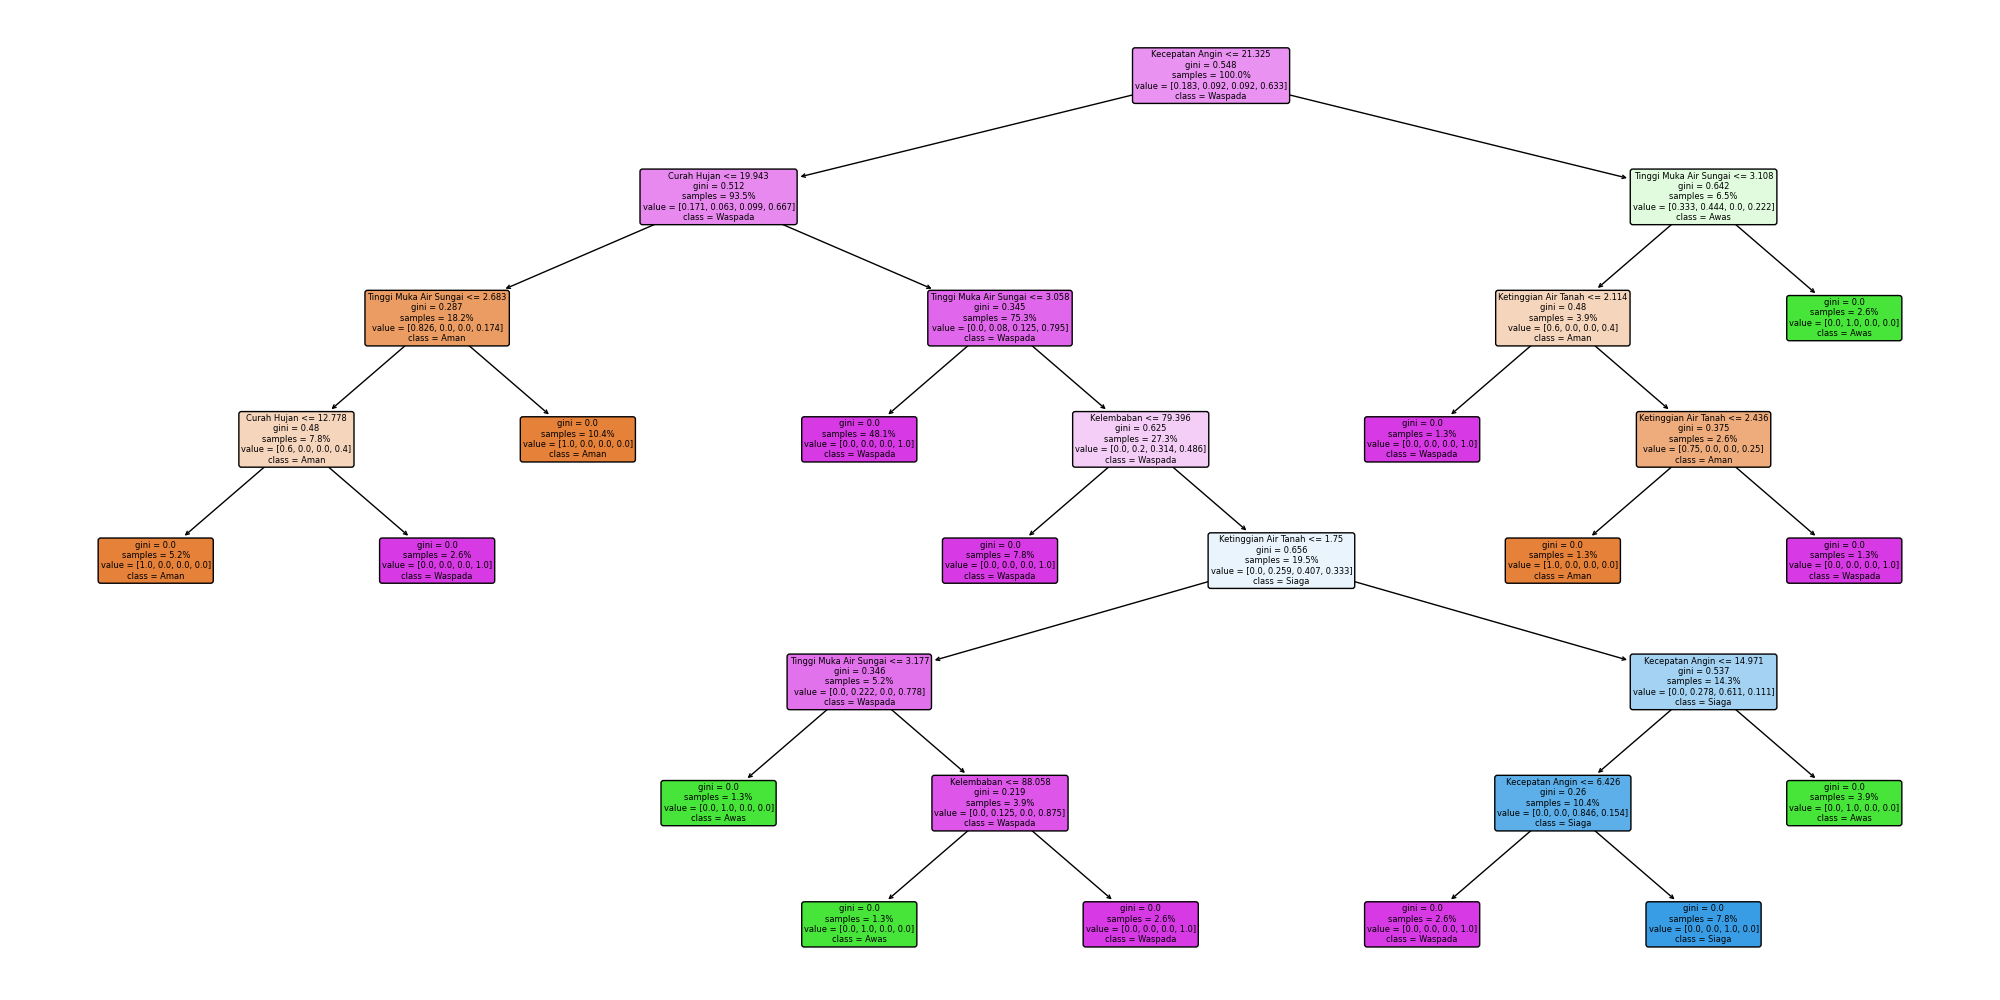 Kecepatan Angin <= 21.325
gini = 0.548
samples = 100.0%
value = [0.183, 0.092, 0.092, 0.633]
class = Waspada
Curah Hujan <= 19.943
gini = 0.512
samples = 93.5%
value = [0.171, 0.063, 0.099, 0.667]
class = Waspada
Tinggi Muka Air Sungai <= 3.108
gini = 0.642
samples = 6.5%
value = [0.333, 0.444, 0.0, 0.222]
class = Awas
Tinggi Muka Air Sungai <= 2.683
gini = 0.287
samples = 18.2%
value = [0.826, 0.0, 0.0, 0.174]
class = Aman
Tinggi Muka Air Sungai <= 3.058
gini = 0.345
samples = 75.3%
value = [0.0, 0.08, 0.125, 0.795]
class = Waspada
Ketinggian Air Tanah <= 2.114
gini = 0.48
samples = 3.9%
value = [0.6, 0.0, 0.0, 0.4]
class = Aman
gini = 0.0
samples = 2.6%
value = [0.0, 1.0, 0.0, 0.0]
class = Awas
Curah Hujan <= 12.778
gini = 0.48
samples = 7.8%
value = [0.6, 0.0, 0.0, 0.4]
class = Aman
gini = 0.0
samples = 10.4%
value = [1.0, 0.0, 0.0, 0.0]
class = Aman
gini = 0.0
samples = 48.1%
value = [0.0, 0.0, 0.0, 1.0]
class = Waspada
Kelembaban <= 79.396
gini = 0.625
samples = 27.3%
value = [0.0, 0.2, 0.314, 0.486]
class = Waspada
gini = 0.0
samples = 1.3%
value = [0.0, 0.0, 0.0, 1.0]
class = Waspada
Ketinggian Air Tanah <= 2.436
gini = 0.375
samples = 2.6%
value = [0.75, 0.0, 0.0, 0.25]
class = Aman
gini = 0.0
samples = 5.2%
value = [1.0, 0.0, 0.0, 0.0]
class = Aman
gini = 0.0
samples = 2.6%
value = [0.0, 0.0, 0.0, 1.0]
class = Waspada
gini = 0.0
samples = 7.8%
value = [0.0, 0.0, 0.0, 1.0]
class = Waspada
Ketinggian Air Tanah <= 1.75
gini = 0.656
samples = 19.5%
value = [0.0, 0.259, 0.407, 0.333]
class = Siaga
gini = 0.0
samples = 1.3%
value = [1.0, 0.0, 0.0, 0.0]
class = Aman
gini = 0.0
samples = 1.3%
value = [0.0, 0.0, 0.0, 1.0]
class = Waspada
Tinggi Muka Air Sungai <= 3.177
gini = 0.346
samples = 5.2%
value = [0.0, 0.222, 0.0, 0.778]
class = Waspada
Kecepatan Angin <= 14.971
gini = 0.537
samples = 14.3%
value = [0.0, 0.278, 0.611, 0.111]
class = Siaga
gini = 0.0
samples = 1.3%
value = [0.0, 1.0, 0.0, 0.0]
class = Awas
Kelembaban <= 88.058
gini = 0.219
samples = 3.9%
value = [0.0, 0.125, 0.0, 0.875]
class = Waspada
Kecepatan Angin <= 6.426
gini = 0.26
samples = 10.4%
value = [0.0, 0.0, 0.846, 0.154]
class = Siaga
gini = 0.0
samples = 3.9%
value = [0.0, 1.0, 0.0, 0.0]
class = Awas
gini = 0.0
samples = 1.3%
value = [0.0, 1.0, 0.0, 0.0]
class = Awas
gini = 0.0
samples = 2.6%
value = [0.0, 0.0, 0.0, 1.0]
class = Waspada
gini = 0.0
samples = 2.6%
value = [0.0, 0.0, 0.0, 1.0]
class = Waspada
gini = 0.0
samples = 7.8%
value = [0.0, 0.0, 1.0, 0.0]
class = Siaga